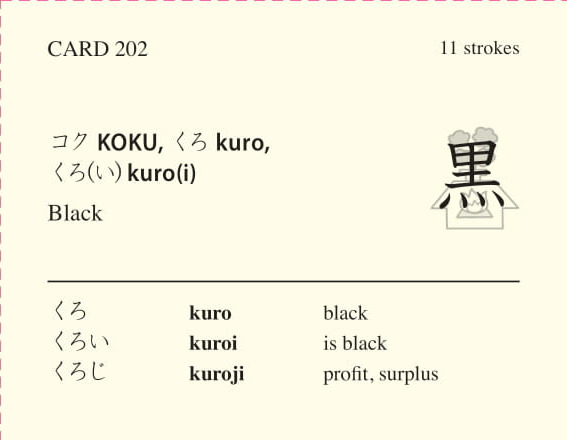 CARD 202
11 strokes
コク KOKU, くろ kuro,
くろ(い) kuro(i)
Black
黒
くろ kuro black
くろい kuroi is black
くろじ kuroji profit, surplus